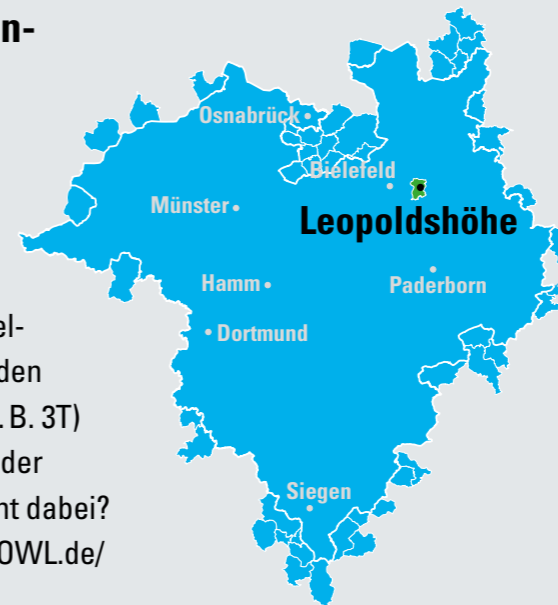 n-
Osnabrück
Bielefeld
Münster
Leopoldshöhe
Hamm
Paderborn
Dortmund
el-
den
. B. 3T)
der
nt dabei?
OWL.de/
Siegen